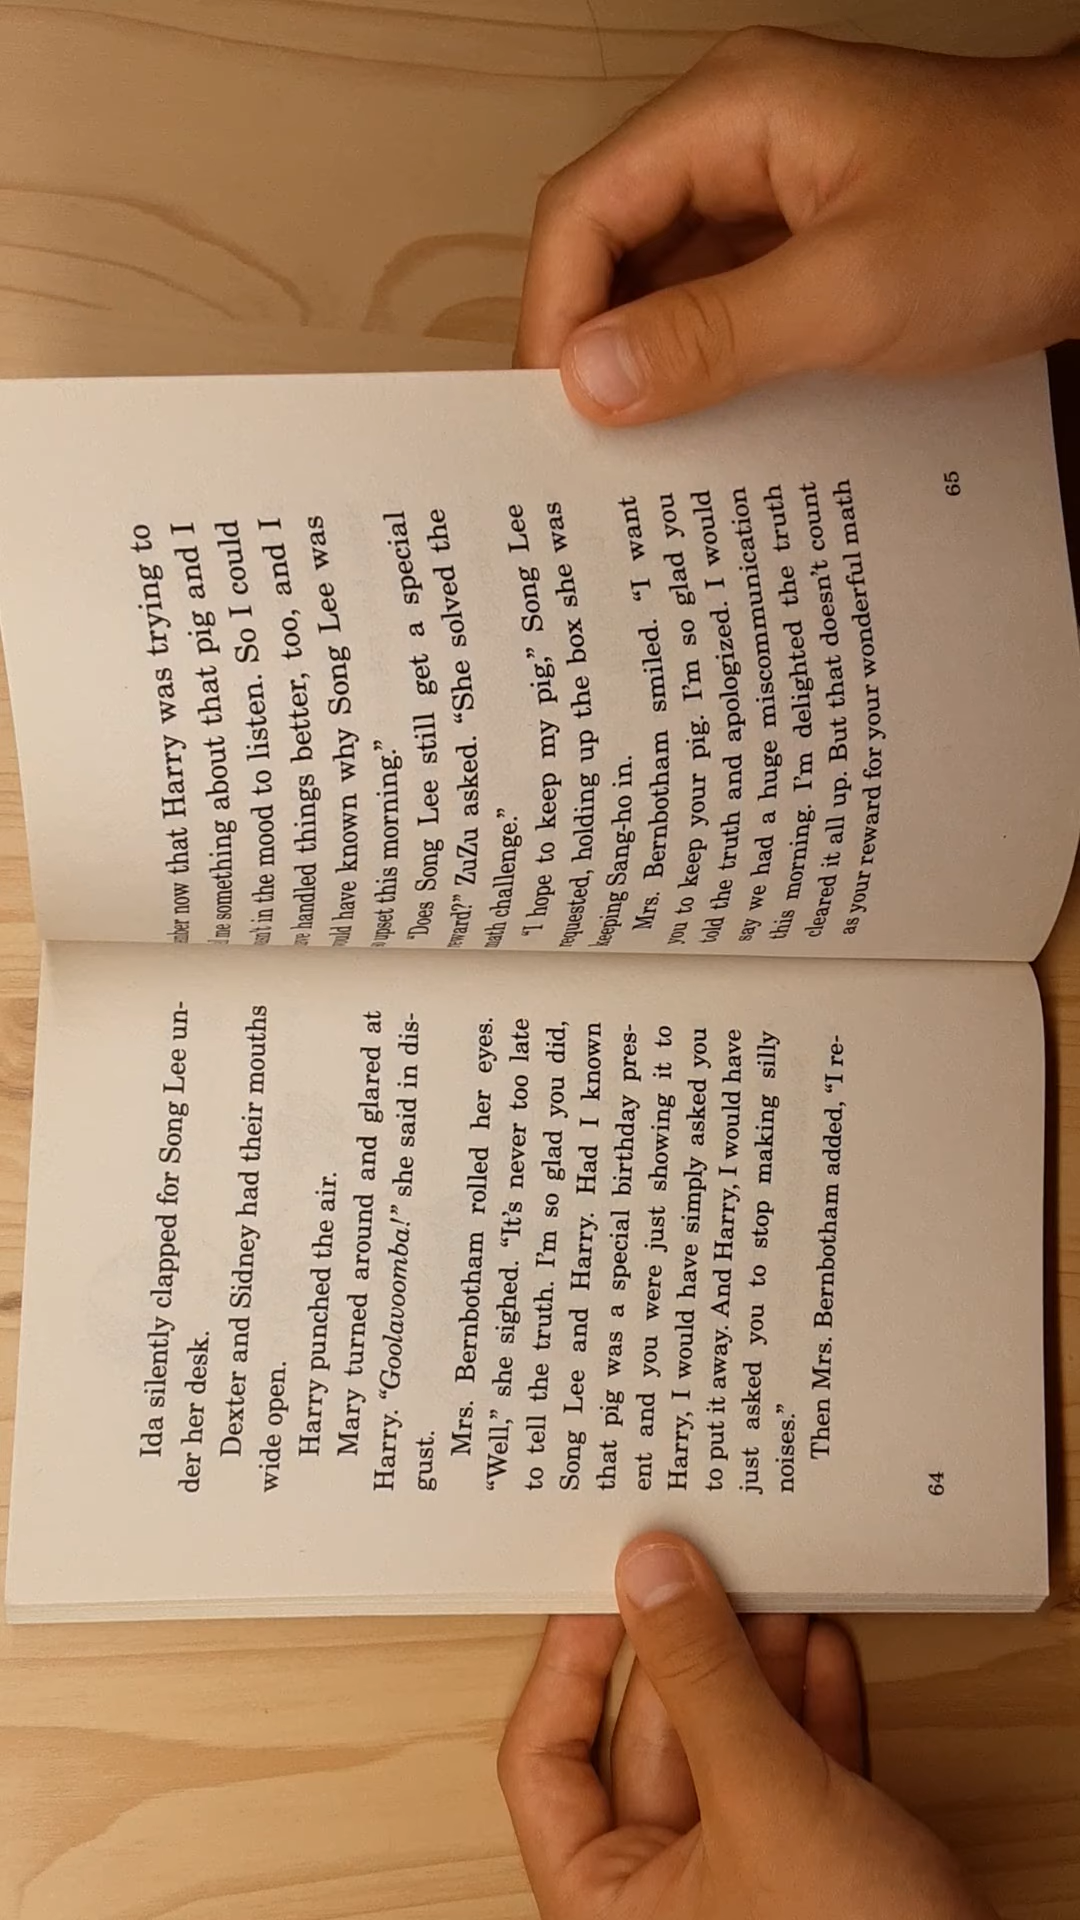 Ida silently clapped for Song Lee un-
der her desk.
Dexter and Sidney had their mouths
wide open.
Harry punched the air.
Mary turned around and glared at
Harry. “Goolavoomba!” she said in dis-
gust.
Mrs. Bernbotham rolled her eyes.
“Well,” she sighed. “It’s never too late
to tell the truth. I’m so glad you did,
Song Lee and Harry. Had I known
that pig was a special birthday pres-
ent and you were just showing it to
Harry, I would have simply asked you
to put it away. And Harry, I would have
just asked you to stop making silly
noises.”
Then Mrs. Bernbotham added, “I re-
64
now that Harry was trying to
me something about that pig and I
in the mood to listen. So I could
handled things better, too, and I
have known why Song Lee was
upset this morning.”
“Does Song Lee still get a special
reward?” ZuZu asked. “She solved the
math challenge.”
“I hope to keep my pig,” Song Lee
requested, holding up the box she was
keeping Sang-ho in.
Mrs. Bernbotham smiled. “I want
you to keep your pig. I’m so glad you
told the truth and apologized. I would
say we had a huge miscommunication
this morning. I’m delighted the truth
cleared it all up. But that doesn’t count
as your reward for your wonderful math
65